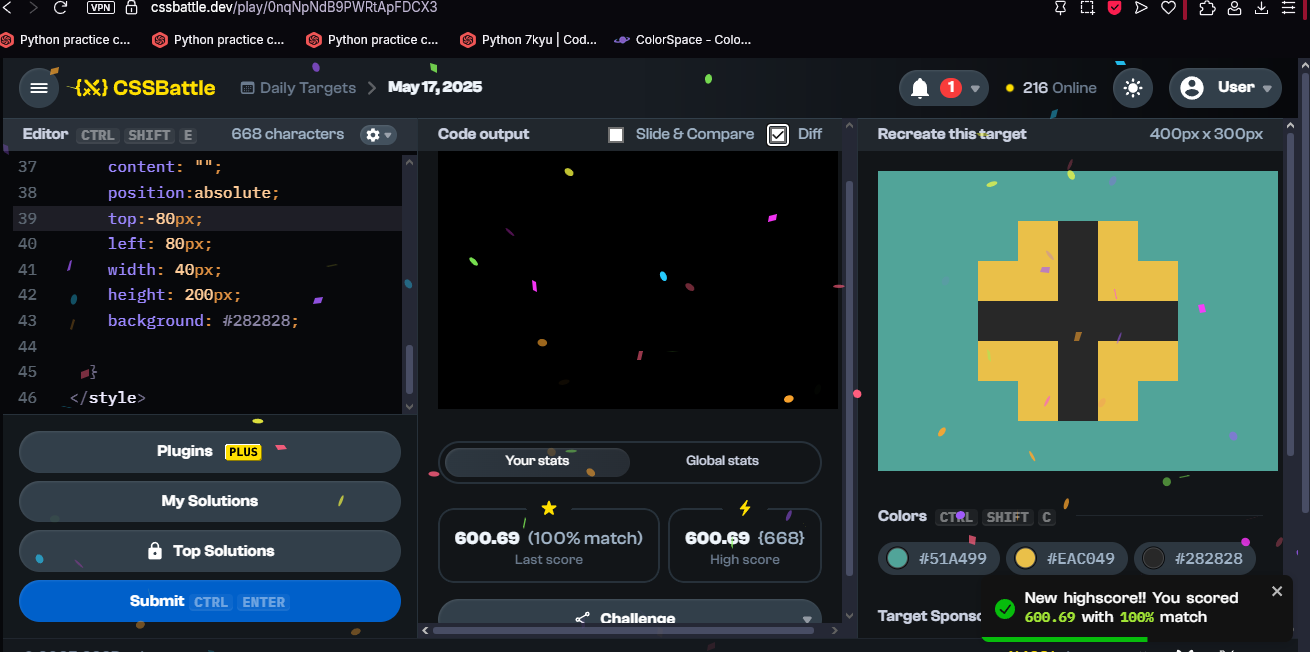 VPN cssbattle.dev/play/0nqNpNdB9PWRtApFDCX3
Python practice c... Python practice c... Python practice c... Python 7kyu | Cod... ColorSpace - Colo...
{X} CSSBattle Daily Targets > May 17, 2025 1 216 Online User
Editor CTRL SHIFT E 668 characters
37 content: "";
38 position:absolute;
39 top:-80px;
40 left: 80px;
41 width: 40px;
42 height: 200px;
43 background: #282828;
44
45 }
46 </style>
Plugins PLUS
My Solutions
Top Solutions
Submit CTRL ENTER
Code output Slide & Compare Diff
Your stats Global stats
600.69 (100% match)
Last score
600.69 {668}
High score
Challenge
Recreate this target 400px x 300px
Colors CTRL SHIFT C
#51A499 #EAC049 #282828
Target Sponso
New highscore!! You scored
600.69 with 100% match